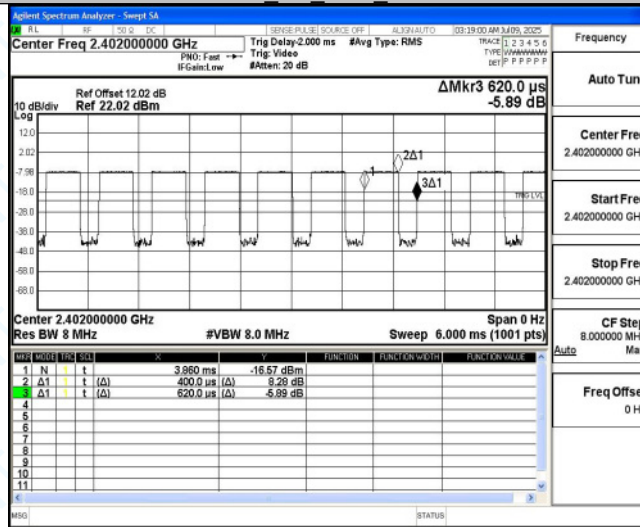 Agilent Spectrum Analyzer - Swept SA
RL RF 50 Ω DC SENSE:PULSE SOURCE OFF ALIGN AUTO 03:19:00 AM Jul 09, 2025
Center Freq 2.402000000 GHz
PNO: Fast
IFGain:Low
Trig Delay-2.000 ms
Trig: Video
#Atten: 20 dB
#Avg Type: RMS
TRACE 1 2 3 4 5 6
TYPE
DET P P P P P P
Ref Offset 12.02 dB
10 dB/div Ref 22.02 dBm
Log
ΔMkr3 620.0 µs
-5.89 dB
12.0
2.02
-7.98
-18.0
-28.0
-38.0
-48.0
-58.0
-68.0
1
2Δ1
3Δ1
TRIG LVL
Center 2.402000000 GHz Span 0 Hz
Res BW 8 MHz #VBW 8.0 MHz Sweep 6.000 ms (1001 pts)
MKR MODE TRC SCL X Y FUNCTION FUNCTION WIDTH FUNCTION VALUE
1 N 1 t 3.860 ms -16.57 dBm
2 Δ1 1 t (Δ) 400.0 µs (Δ) 8.28 dB
3 Δ1 1 t (Δ) 620.0 µs (Δ) -5.89 dB
4
5
6
7
8
9
10
11
MSG STATUS
Frequency
Auto Tun
Center Fre
2.402000000 GH
Start Fre
2.402000000 GH
Stop Fre
2.402000000 GH
CF Step
8.000000 MH
Auto Ma
Freq Offse
0 H